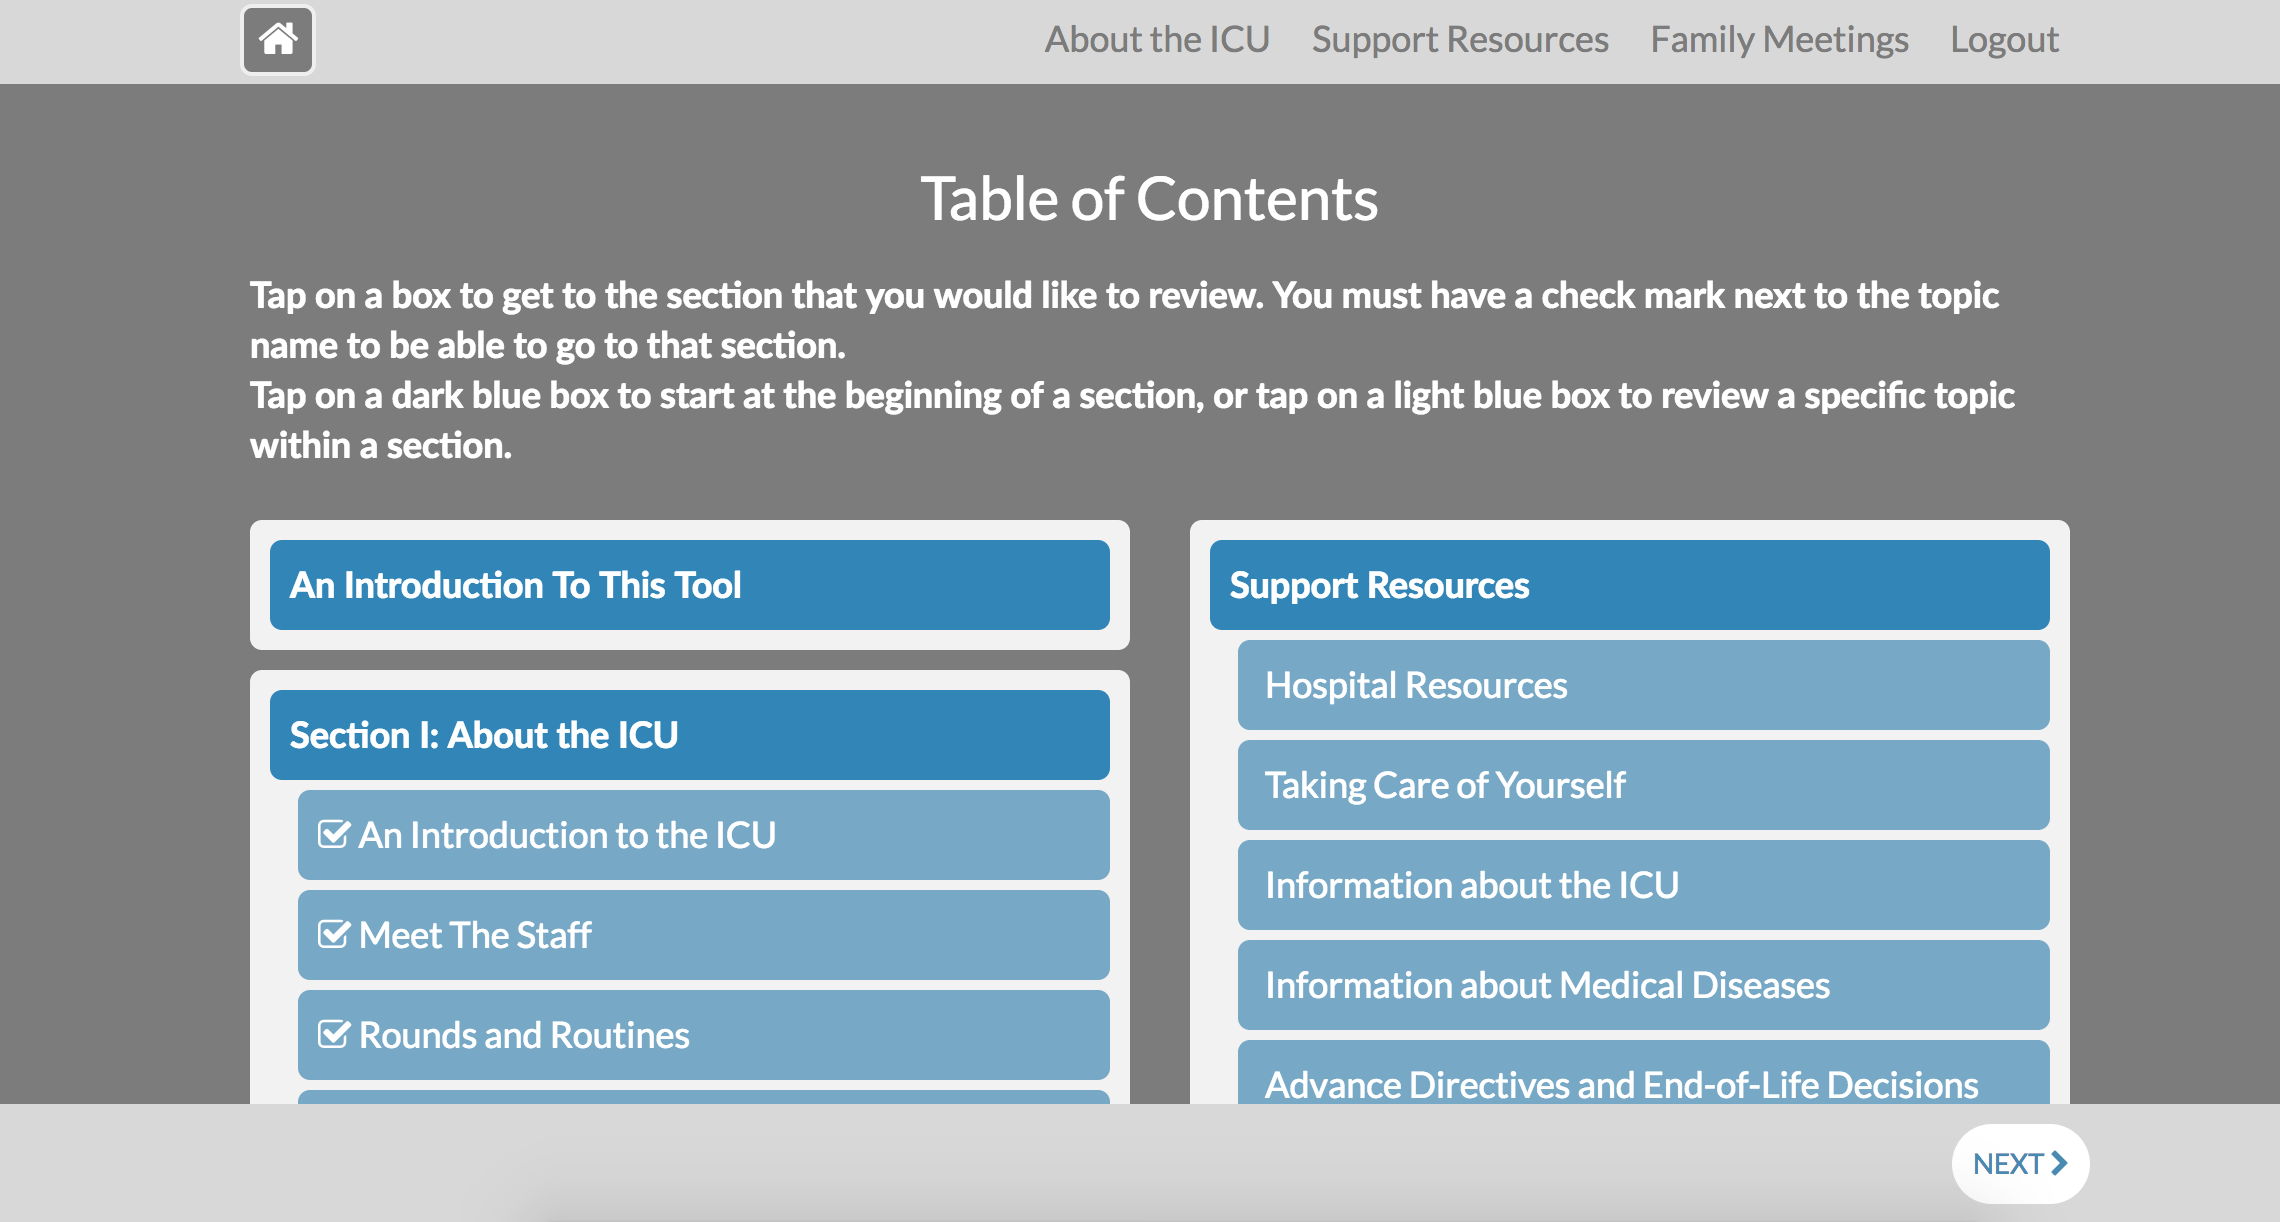 About the ICU
Support Resources
Family Meetings
Logout
Table of Contents
Tap on a box to get to the section that you would like to review. You must have a check mark next to the topic
name to be able to go to that section.
Tap on a dark blue box to start at the beginning of a section, or tap on a light blue box to review a specific topic
within a section.
An Introduction To This Tool
Section I: About the ICU
An Introduction to the ICU
Meet The Staff
Rounds and Routines
Support Resources
Hospital Resources
Taking Care of Yourself
Information about the ICU
Information about Medical Diseases
Advance Directives and End-of-Life Decisions
NEXT